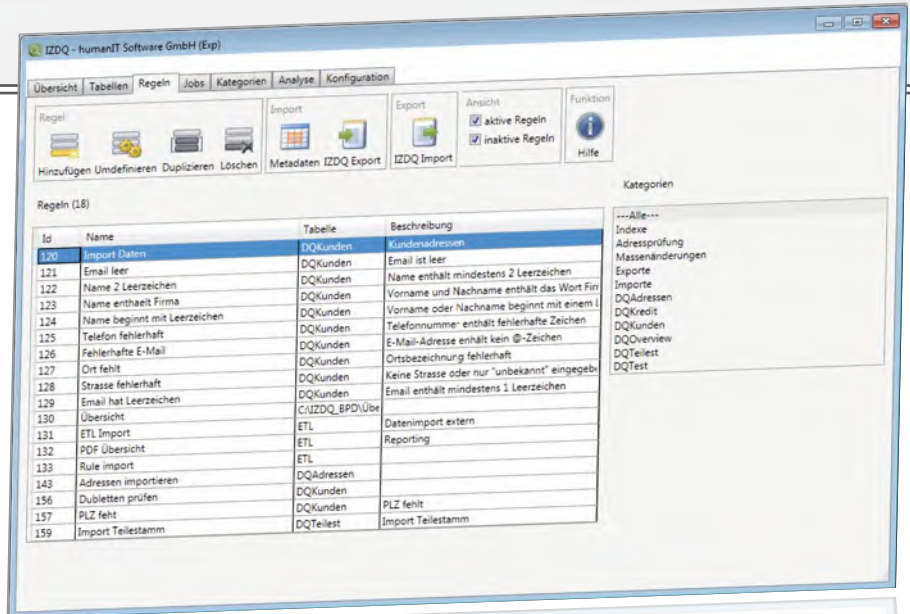 IZDQ - humanIT Software GmbH (Exp)
Übersicht Tabellen Regeln Jobs Kategorien Analyse Konfiguration
Regel Import Export Ansicht Funktion
aktive Regeln
inaktive Regeln
Hinzufügen Umdefinieren Duplizieren Löschen Metadaten IZDQ Export IZDQ Import Hilfe
Regeln (18)
Id Name Tabelle Beschreibung
120 Import Daten DQKunden Kundenadressen
121 Email leer DQKunden Email ist leer
122 Name 2 Leerzeichen DQKunden Name enthält mindestens 2 Leerzeichen
123 Name enthaelt Firma DQKunden Vorname und Nachname enthält das Wort Firr
124 Name beginnt mit Leerzeichen DQKunden Vorname oder Nachname beginnt mit einem L
125 Telefon fehlerhaft DQKunden Telefonnummer enthält fehlerhafte Zeichen
126 Fehlerhafte E-Mail DQKunden E-Mail-Adresse enhält kein @-Zeichen
127 Ort fehlt DQKunden Ortsbezeichnung fehlerhaft
128 Strasse fehlerhaft DQKunden Keine Strasse oder nur "unbekannt" eingegeb
129 Email hat Leerzeichen DQKunden Email enthält mindestens 1 Leerzeichen
130 Übersicht C:\IZDQ_BPD\Übe
131 ETL Import ETL Datenimport extern
132 PDF Übersicht ETL Reporting
133 Rule import ETL
143 Adressen importieren DQAdressen
156 Dubletten prüfen DQKunden
157 PLZ feht DQKunden PLZ fehlt
159 Import Teilestamm DQTeilest Import Teilestamm
Kategorien
---Alle---
Indexe
Adressprüfung
Massenänderungen
Exporte
Importe
DQAdressen
DQKredit
DQKunden
DQOverview
DQTeilest
DQTest